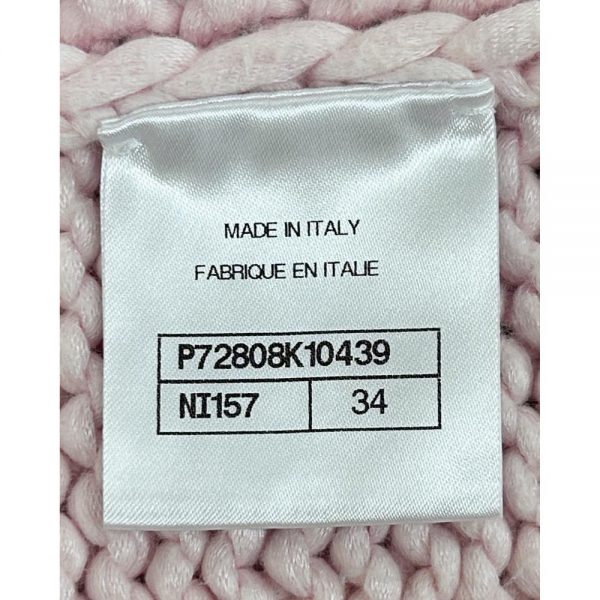 MADE IN ITALY
FABRIQUE EN ITALIE
P72808K10439
NI157 34